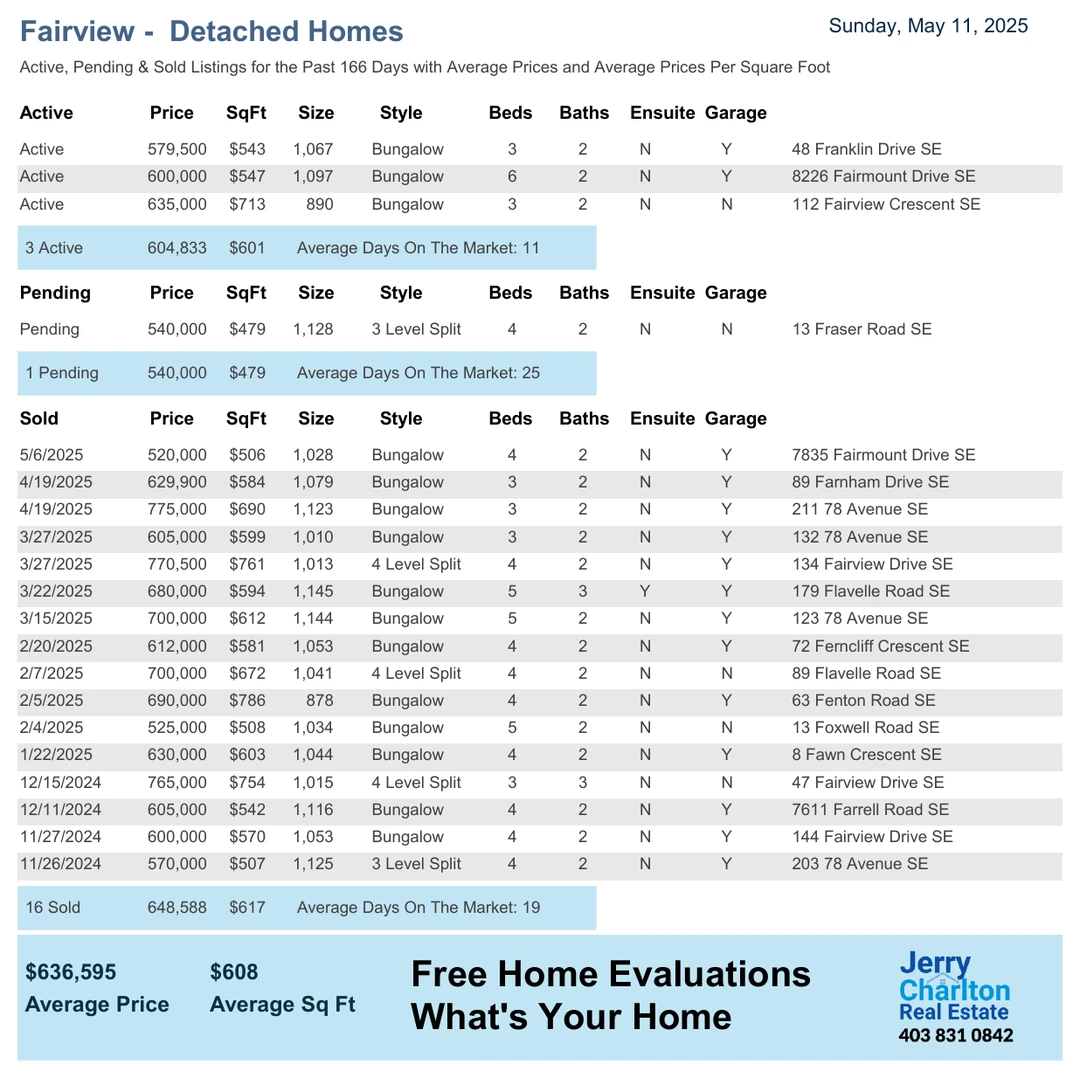 Fairview -  Detached Homes
Sunday, May 11, 2025
Active, Pending & Sold Listings for the Past 166 Days with Average Prices and Average Prices Per Square Foot
Active Price SqFt Size Style Beds Baths Ensuite Garage
Active 579,500 $543 1,067 Bungalow 3 2 N Y 48 Franklin Drive SE
Active 600,000 $547 1,097 Bungalow 6 2 N Y 8226 Fairmount Drive SE
Active 635,000 $713 890 Bungalow 3 2 N N 112 Fairview Crescent SE
3 Active 604,833 $601 Average Days On The Market: 11
Pending Price SqFt Size Style Beds Baths Ensuite Garage
Pending 540,000 $479 1,128 3 Level Split 4 2 N N 13 Fraser Road SE
1 Pending 540,000 $479 Average Days On The Market: 25
Sold Price SqFt Size Style Beds Baths Ensuite Garage
5/6/2025 520,000 $506 1,028 Bungalow 4 2 N Y 7835 Fairmount Drive SE
4/19/2025 629,900 $584 1,079 Bungalow 3 2 N Y 89 Farnham Drive SE
4/19/2025 775,000 $690 1,123 Bungalow 3 2 N Y 211 78 Avenue SE
3/27/2025 605,000 $599 1,010 Bungalow 3 2 N Y 132 78 Avenue SE
3/27/2025 770,500 $761 1,013 4 Level Split 4 2 N Y 134 Fairview Drive SE
3/22/2025 680,000 $594 1,145 Bungalow 5 3 Y Y 179 Flavelle Road SE
3/15/2025 700,000 $612 1,144 Bungalow 5 2 N Y 123 78 Avenue SE
2/20/2025 612,000 $581 1,053 Bungalow 4 2 N Y 72 Ferncliff Crescent SE
2/7/2025 700,000 $672 1,041 4 Level Split 4 2 N N 89 Flavelle Road SE
2/5/2025 690,000 $786 878 Bungalow 4 2 N Y 63 Fenton Road SE
2/4/2025 525,000 $508 1,034 Bungalow 5 2 N N 13 Foxwell Road SE
1/22/2025 630,000 $603 1,044 Bungalow 4 2 N Y 8 Fawn Crescent SE
12/15/2024 765,000 $754 1,015 4 Level Split 3 3 N N 47 Fairview Drive SE
12/11/2024 605,000 $542 1,116 Bungalow 4 2 N Y 7611 Farrell Road SE
11/27/2024 600,000 $570 1,053 Bungalow 4 2 N Y 144 Fairview Drive SE
11/26/2024 570,000 $507 1,125 3 Level Split 4 2 N Y 203 78 Avenue SE
16 Sold 648,588 $617 Average Days On The Market: 19
$636,595 $608
Average Price Average Sq Ft
Free Home Evaluations
What's Your Home
Jerry
Charlton
Real Estate
403 831 0842